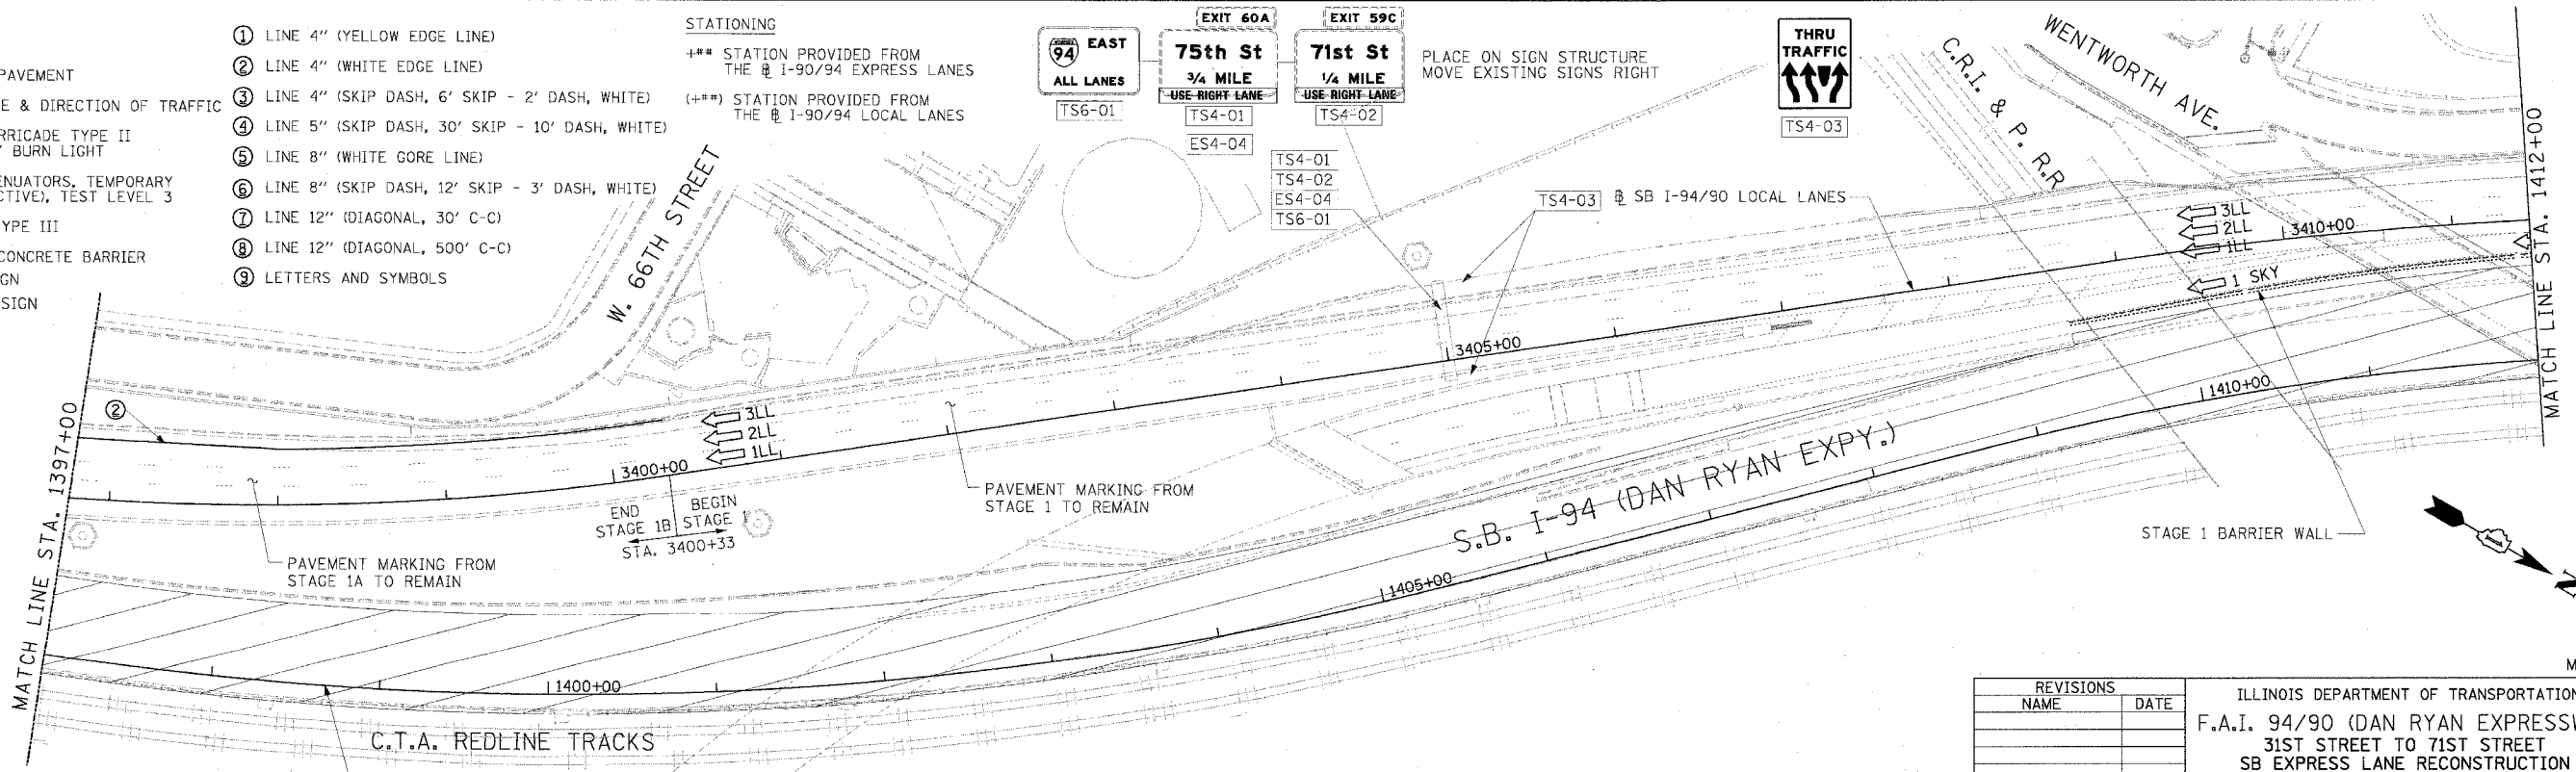 PAVEMENT
E & DIRECTION OF TRAFFIC
RRICADE TYPE II
Y BURN LIGHT
ENUATORS, TEMPORARY
CTIVE), TEST LEVEL 3
YPE III
CONCRETE BARRIER
GN
SIGN
① LINE 4" (YELLOW EDGE LINE)
② LINE 4" (WHITE EDGE LINE)
③ LINE 4" (SKIP DASH, 6' SKIP - 2' DASH, WHITE)
④ LINE 5" (SKIP DASH, 30' SKIP - 10' DASH, WHITE)
⑤ LINE 8" (WHITE GORE LINE)
⑥ LINE 8" (SKIP DASH, 12' SKIP - 3' DASH, WHITE)
⑦ LINE 12" (DIAGONAL, 30' C-C)
⑧ LINE 12" (DIAGONAL, 500' C-C)
⑨ LETTERS AND SYMBOLS
STATIONING
+## STATION PROVIDED FROM
THE ℄ I-90/94 EXPRESS LANES
(+##) STATION PROVIDED FROM
THE ℄ I-90/94 LOCAL LANES
94 EAST
ALL LANES
TS6-01
EXIT 60A
75th St
3/4 MILE
USE RIGHT LANE
TS4-01
ES4-04
EXIT 59C
71st St
1/4 MILE
USE RIGHT LANE
TS4-02
PLACE ON SIGN STRUCTURE
MOVE EXISTING SIGNS RIGHT
THRU
TRAFFIC
TS4-03
TS4-01
TS4-02
ES4-04
TS6-01
TS4-03
℄ SB I-94/90 LOCAL LANES
C.R.I. & P. R.R
WENTWORTH AVE.
W. 66TH STREET
3LL
2LL
1LL
3410+00
1 SKY
MATCH LINE STA. 1412+00
3405+00
1410+00
MATCH LINE STA. 1397+00
②
3LL
2LL
1LL
3400+00
END
STAGE 1B
BEGIN
STAGE 1
STA. 3400+33
PAVEMENT MARKING FROM
STAGE 1 TO REMAIN
PAVEMENT MARKING FROM
STAGE 1A TO REMAIN
S.B. I-94 (DAN RYAN EXPY.)
STAGE 1 BARRIER WALL
1405+00
1400+00
C.T.A. REDLINE TRACKS
N
M
REVISIONS
NAME DATE
ILLINOIS DEPARTMENT OF TRANSPORTATION
F.A.I. 94/90 (DAN RYAN EXPRESSW
31ST STREET TO 71ST STREET
SB EXPRESS LANE RECONSTRUCTION